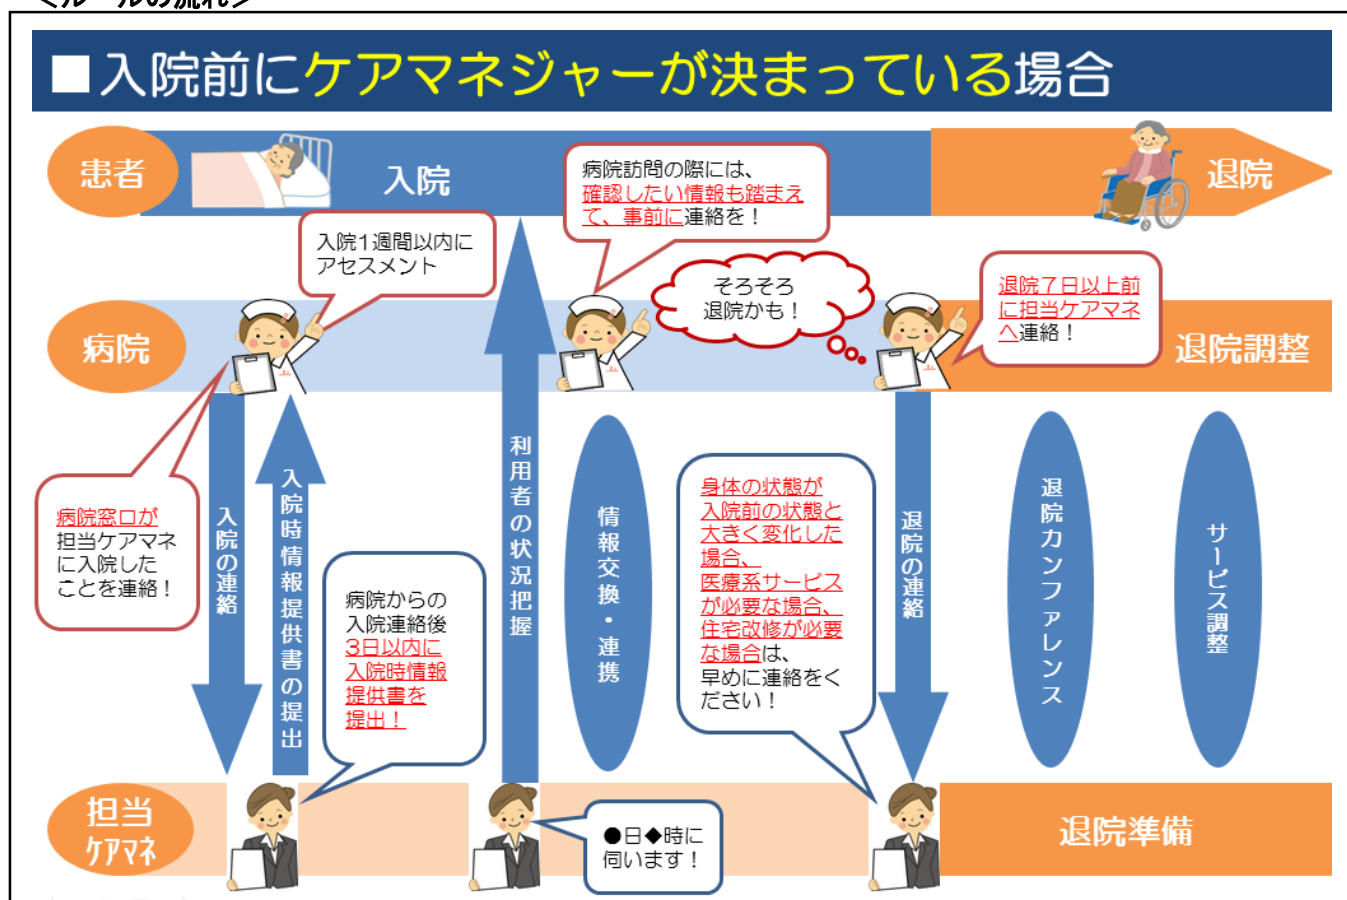 ＜ルールの流れ＞
■入院前にケアマネジャーが決まっている場合
患者
入院
退院
病院訪問の際には、
確認したい情報も踏まえ
て、事前に連絡を！
入院1週間以内に
アセスメント
そろそろ
退院かも！
退院７日以上前
に担当ケアマネ
へ連絡！
病院
退院調整
病院窓口が
担当ケアマネ
に入院した
ことを連絡！
入院の連絡
入院時情報提供書の提出
病院からの
入院連絡後
3日以内に
入院時情報
提供書を
提出！
利用者の状況把握
情報交換・連携
身体の状態が
入院前の状態と
大きく変化した
場合、
医療系サービス
が必要な場合、
住宅改修が必要
な場合は、
早めに連絡をく
ださい！
退院の連絡
退院カンファレンス
サービス調整
担当
ｹｱﾏﾈ
●日◆時に
伺います！
退院準備